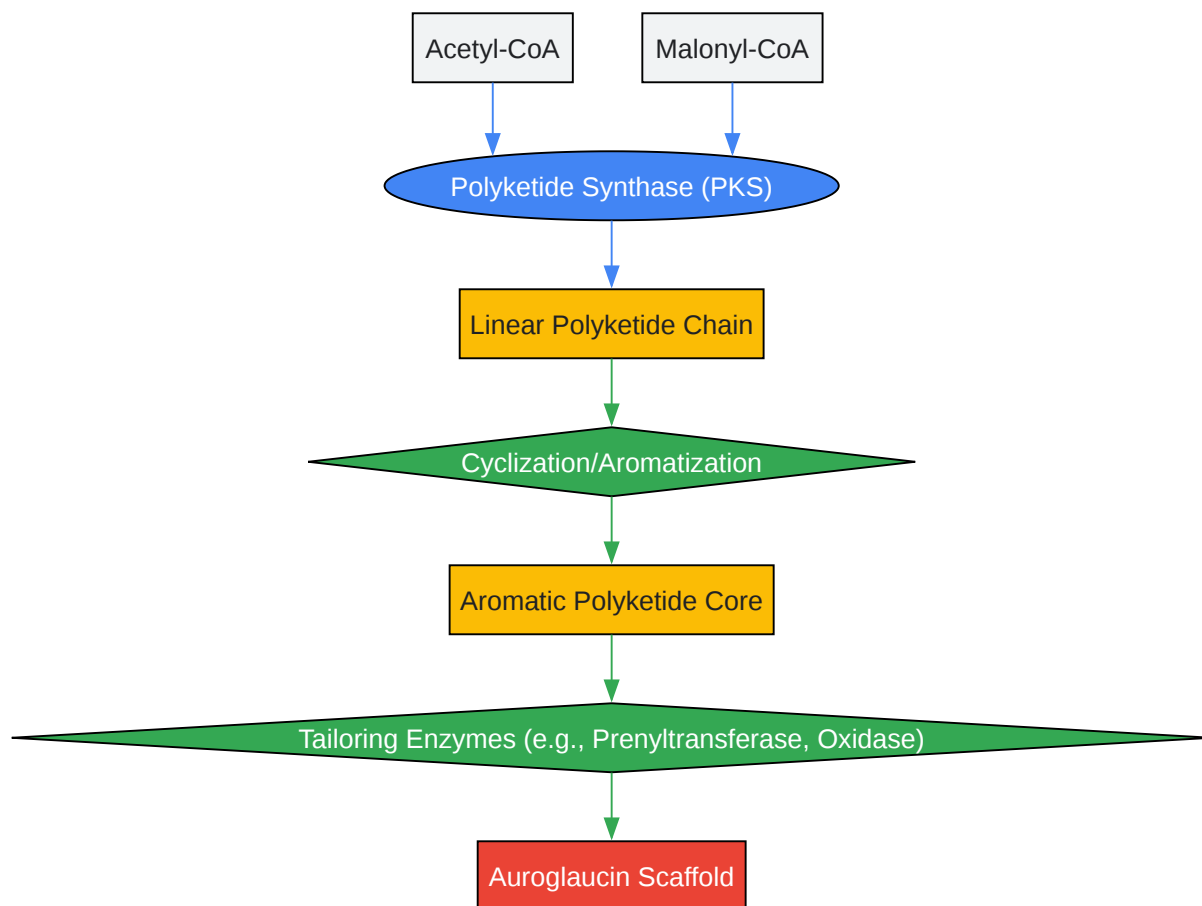 Acetyl-CoA
Malonyl-CoA
Polyketide Synthase (PKS)
Linear Polyketide Chain
Cyclization/Aromatization
Aromatic Polyketide Core
Tailoring Enzymes (e.g., Prenyltransferase, Oxidase)
Auroglaucin Scaffold